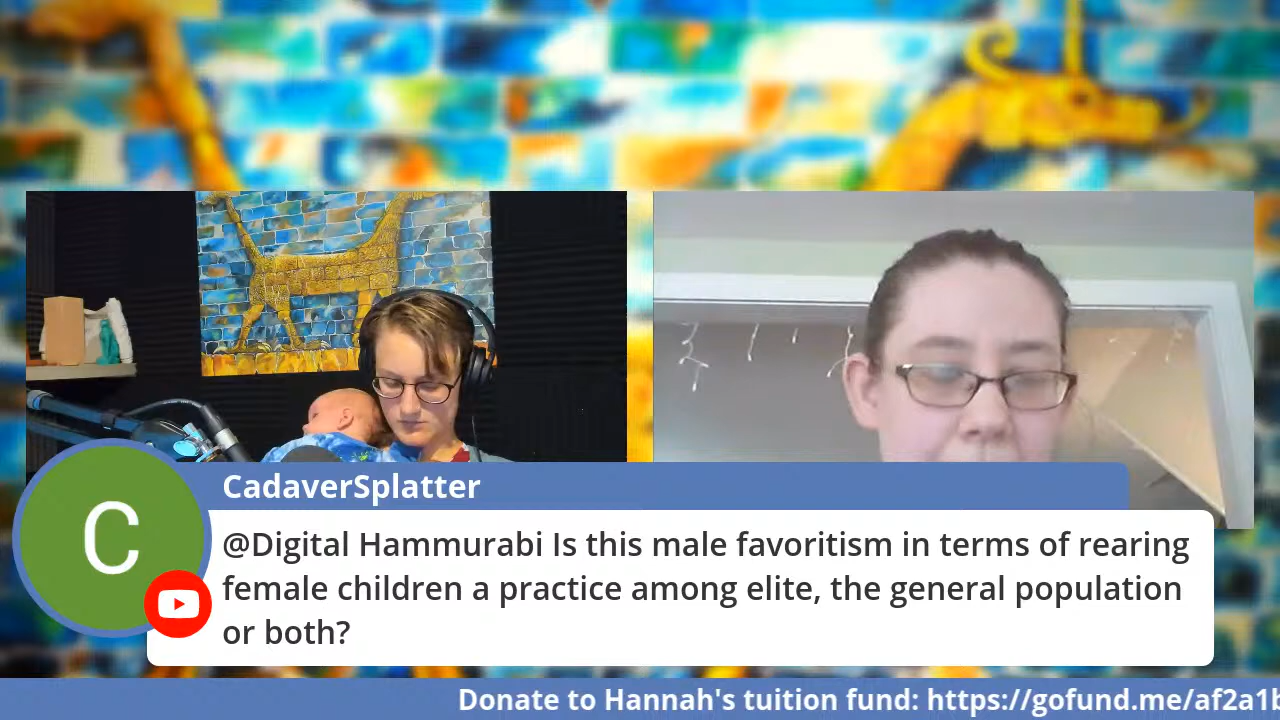 CadaverSplatter
C
@Digital Hammurabi Is this male favoritism in terms of rearing
female children a practice among elite, the general population
or both?
Donate to Hannah's tuition fund: https://gofund.me/af2a1b